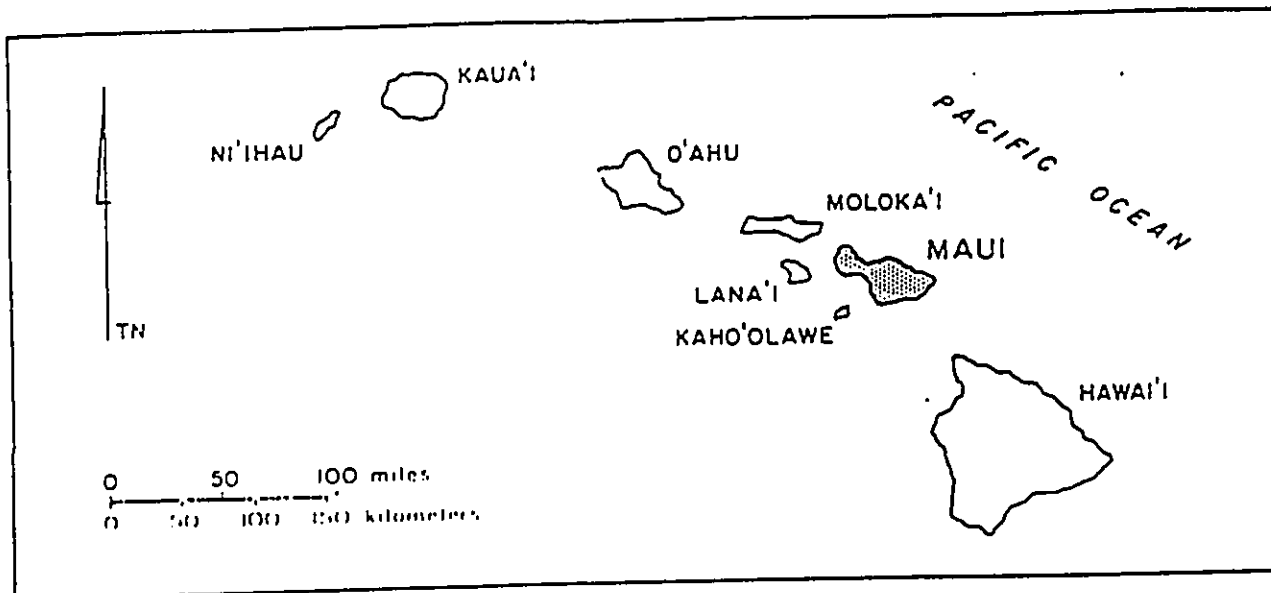 KAUA'I
NI'IHAU
O'AHU
PACIFIC OCEAN
MOLOKA'I
MAUI
LANA'I
KAHO'OLAWE
TN
HAWAI'I
0 50 100 miles
0 50 100 150 kilometers